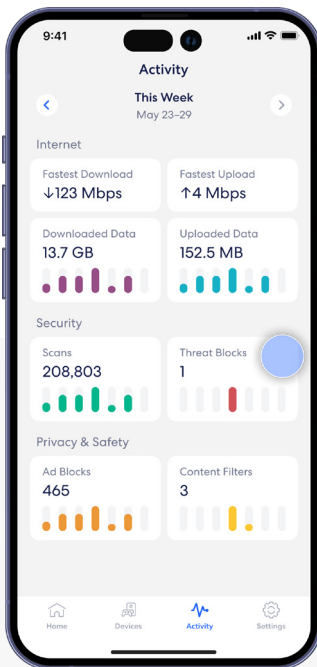 9:41
Activity
This Week
May 23–29
Internet
Fastest Download
↓123 Mbps
Fastest Upload
↑4 Mbps
Downloaded Data
13.7 GB
Uploaded Data
152.5 MB
Security
Scans
208,803
Threat Blocks
1
Privacy & Safety
Ad Blocks
465
Content Filters
3
Home
Devices
Activity
Settings